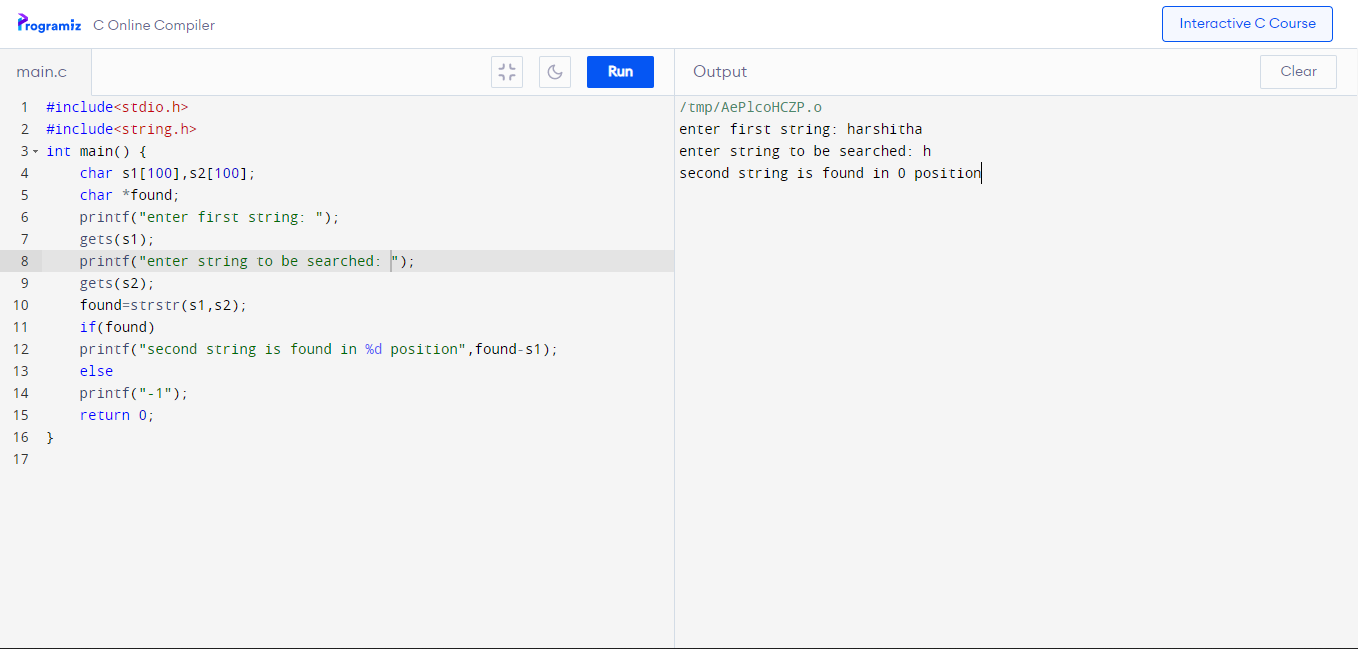 Programiz C Online Compiler
Interactive C Course
main.c
Run
Output
Clear
1 #include<stdio.h>
2 #include<string.h>
3 int main() {
4     char s1[100],s2[100];
5     char *found;
6     printf("enter first string: ");
7     gets(s1);
8     printf("enter string to be searched: ");
9     gets(s2);
10     found=strstr(s1,s2);
11     if(found)
12     printf("second string is found in %d position",found-s1);
13     else
14     printf("-1");
15     return 0;
16 }
17
/tmp/AePlcoHCZP.o
enter first string: harshitha
enter string to be searched: h
second string is found in 0 position